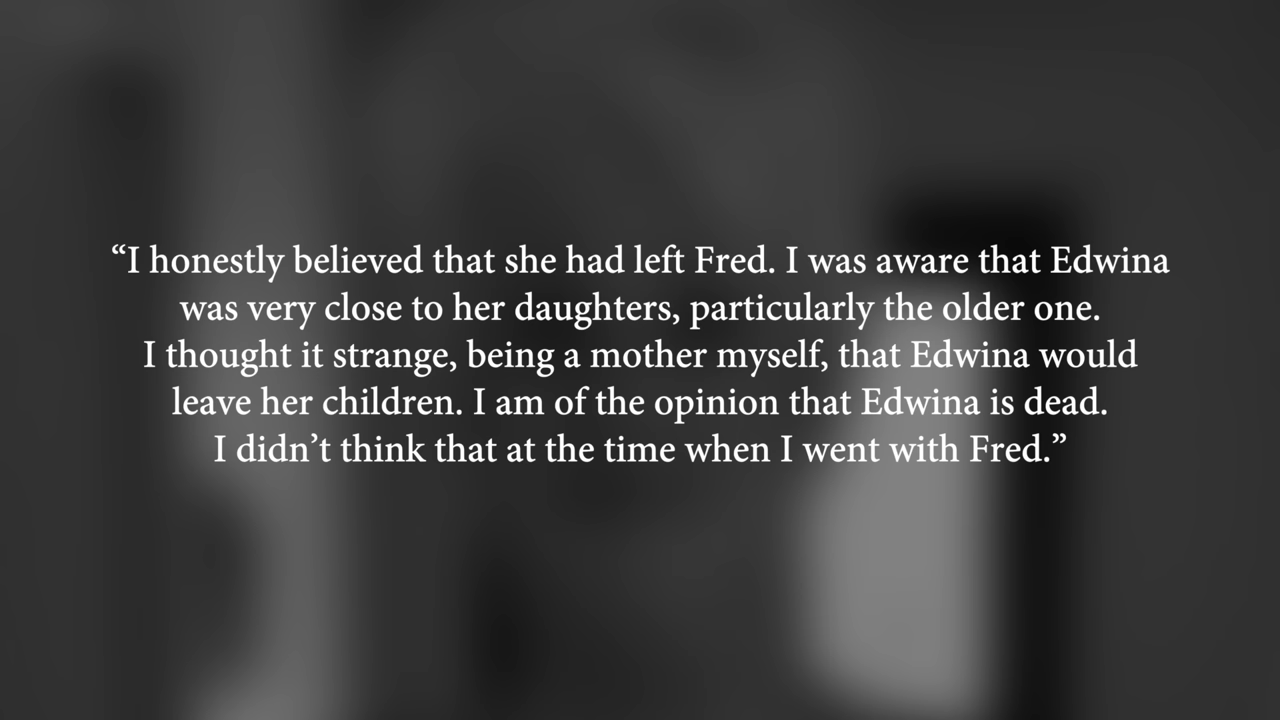 “I honestly believed that she had left Fred. I was aware that Edwina
was very close to her daughters, particularly the older one.
I thought it strange, being a mother myself, that Edwina would
leave her children. I am of the opinion that Edwina is dead.
I didn’t think that at the time when I went with Fred.”